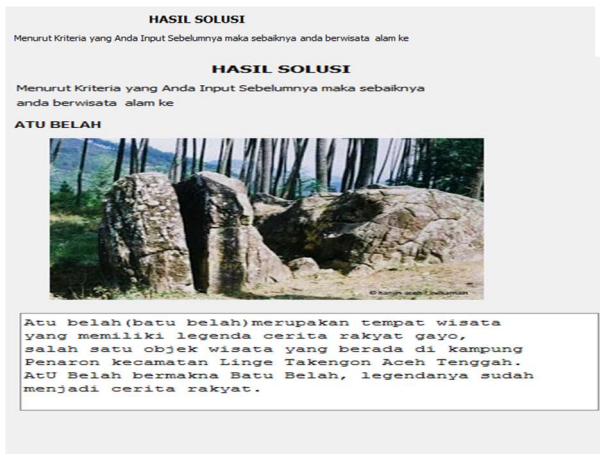 HASIL SOLUSI
Menurut Kriteria yang Anda Input Sebelumnya maka sebaiknya anda berwisata alam ke
HASIL SOLUSI
Menurut Kriteria yang Anda Input Sebelumnya maka sebaiknya
anda berwisata alam ke
ATU BELAH
Atu belah(batu belah)merupakan tempat wisata
yang memiliki legenda cerita rakyat gayo,
salah satu objek wisata yang berada di kampung
Penaron kecamatan Linge Takengon Aceh Tengah.
AtU Belah bermakna Batu Belah, legendanya sudah
menjadi cerita rakyat.